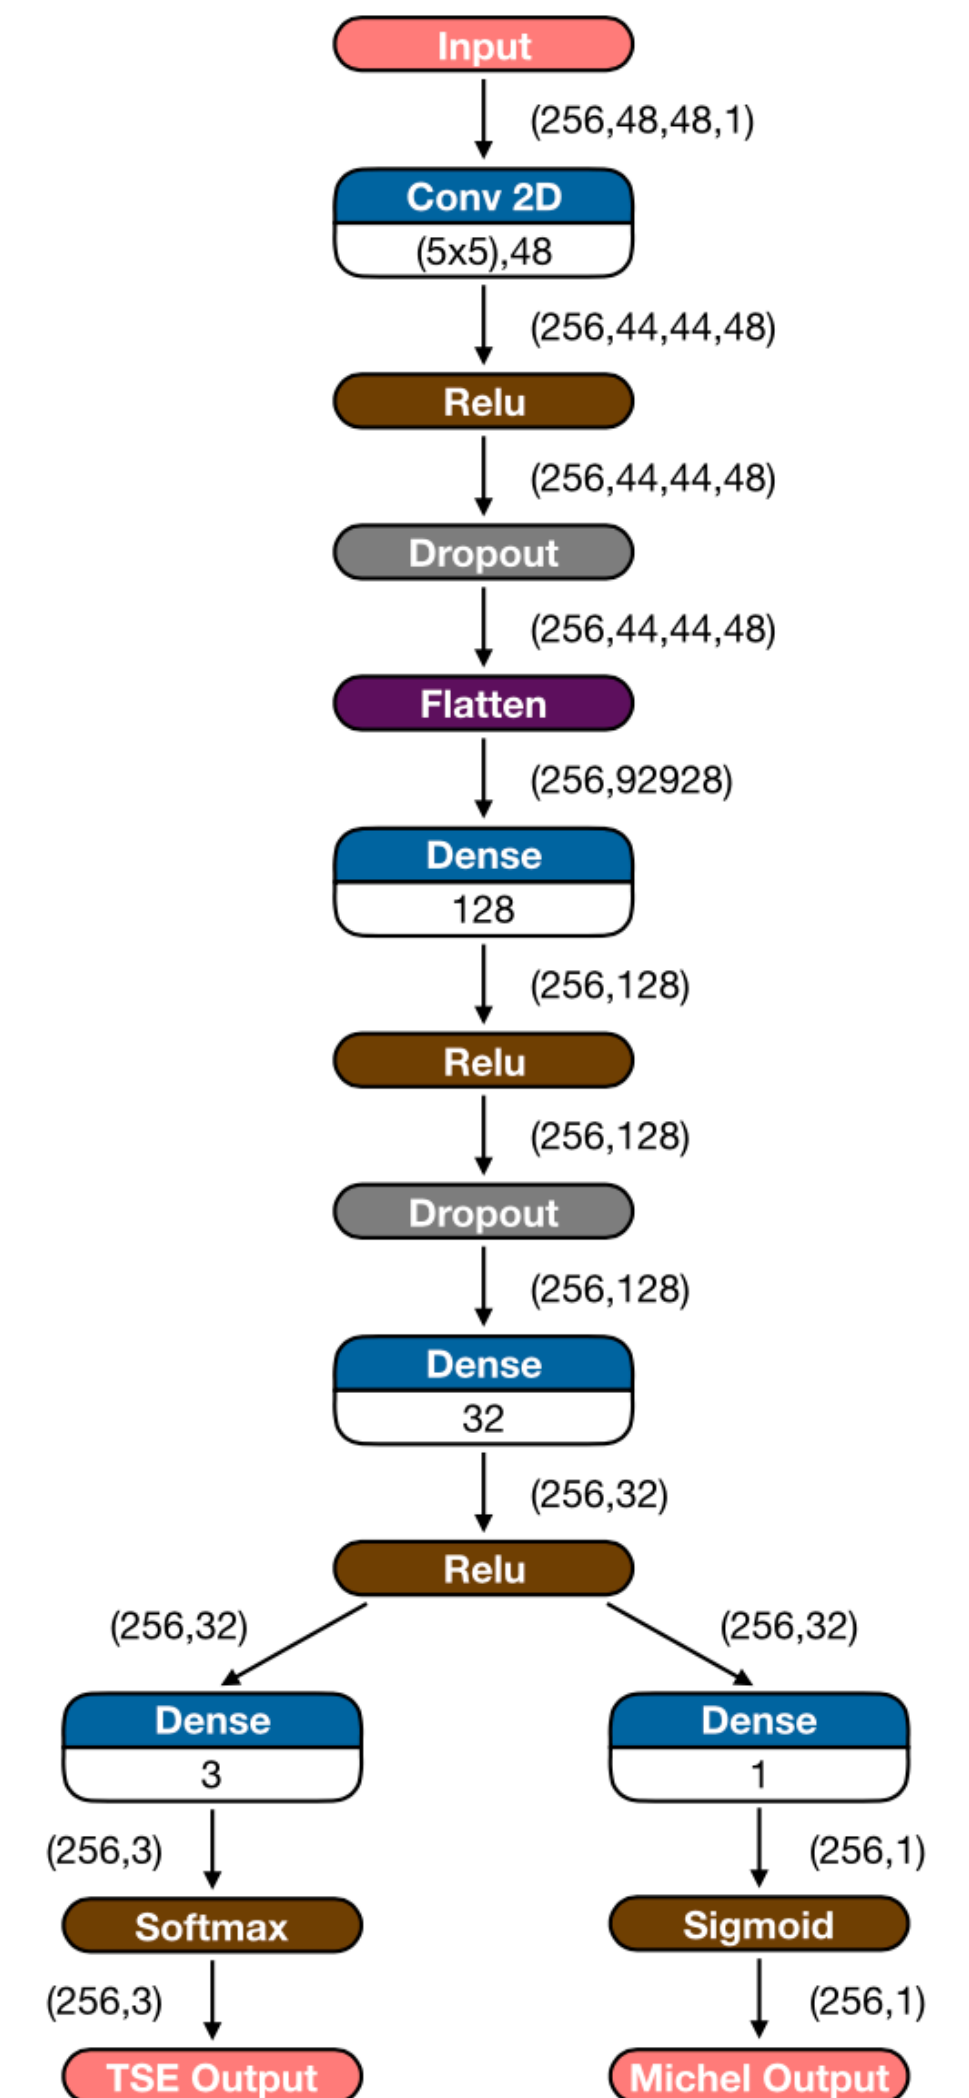 Input
(256,48,48,1)
Conv 2D
(5x5),48
(256,44,44,48)
Relu
(256,44,44,48)
Dropout
(256,44,44,48)
Flatten
(256,92928)
Dense
128
(256,128)
Relu
(256,128)
Dropout
(256,128)
Dense
32
(256,32)
Relu
(256,32) (256,32)
Dense Dense
3 1
(256,3) (256,1)
Softmax Sigmoid
(256,3) (256,1)
TSE Output Michel Output